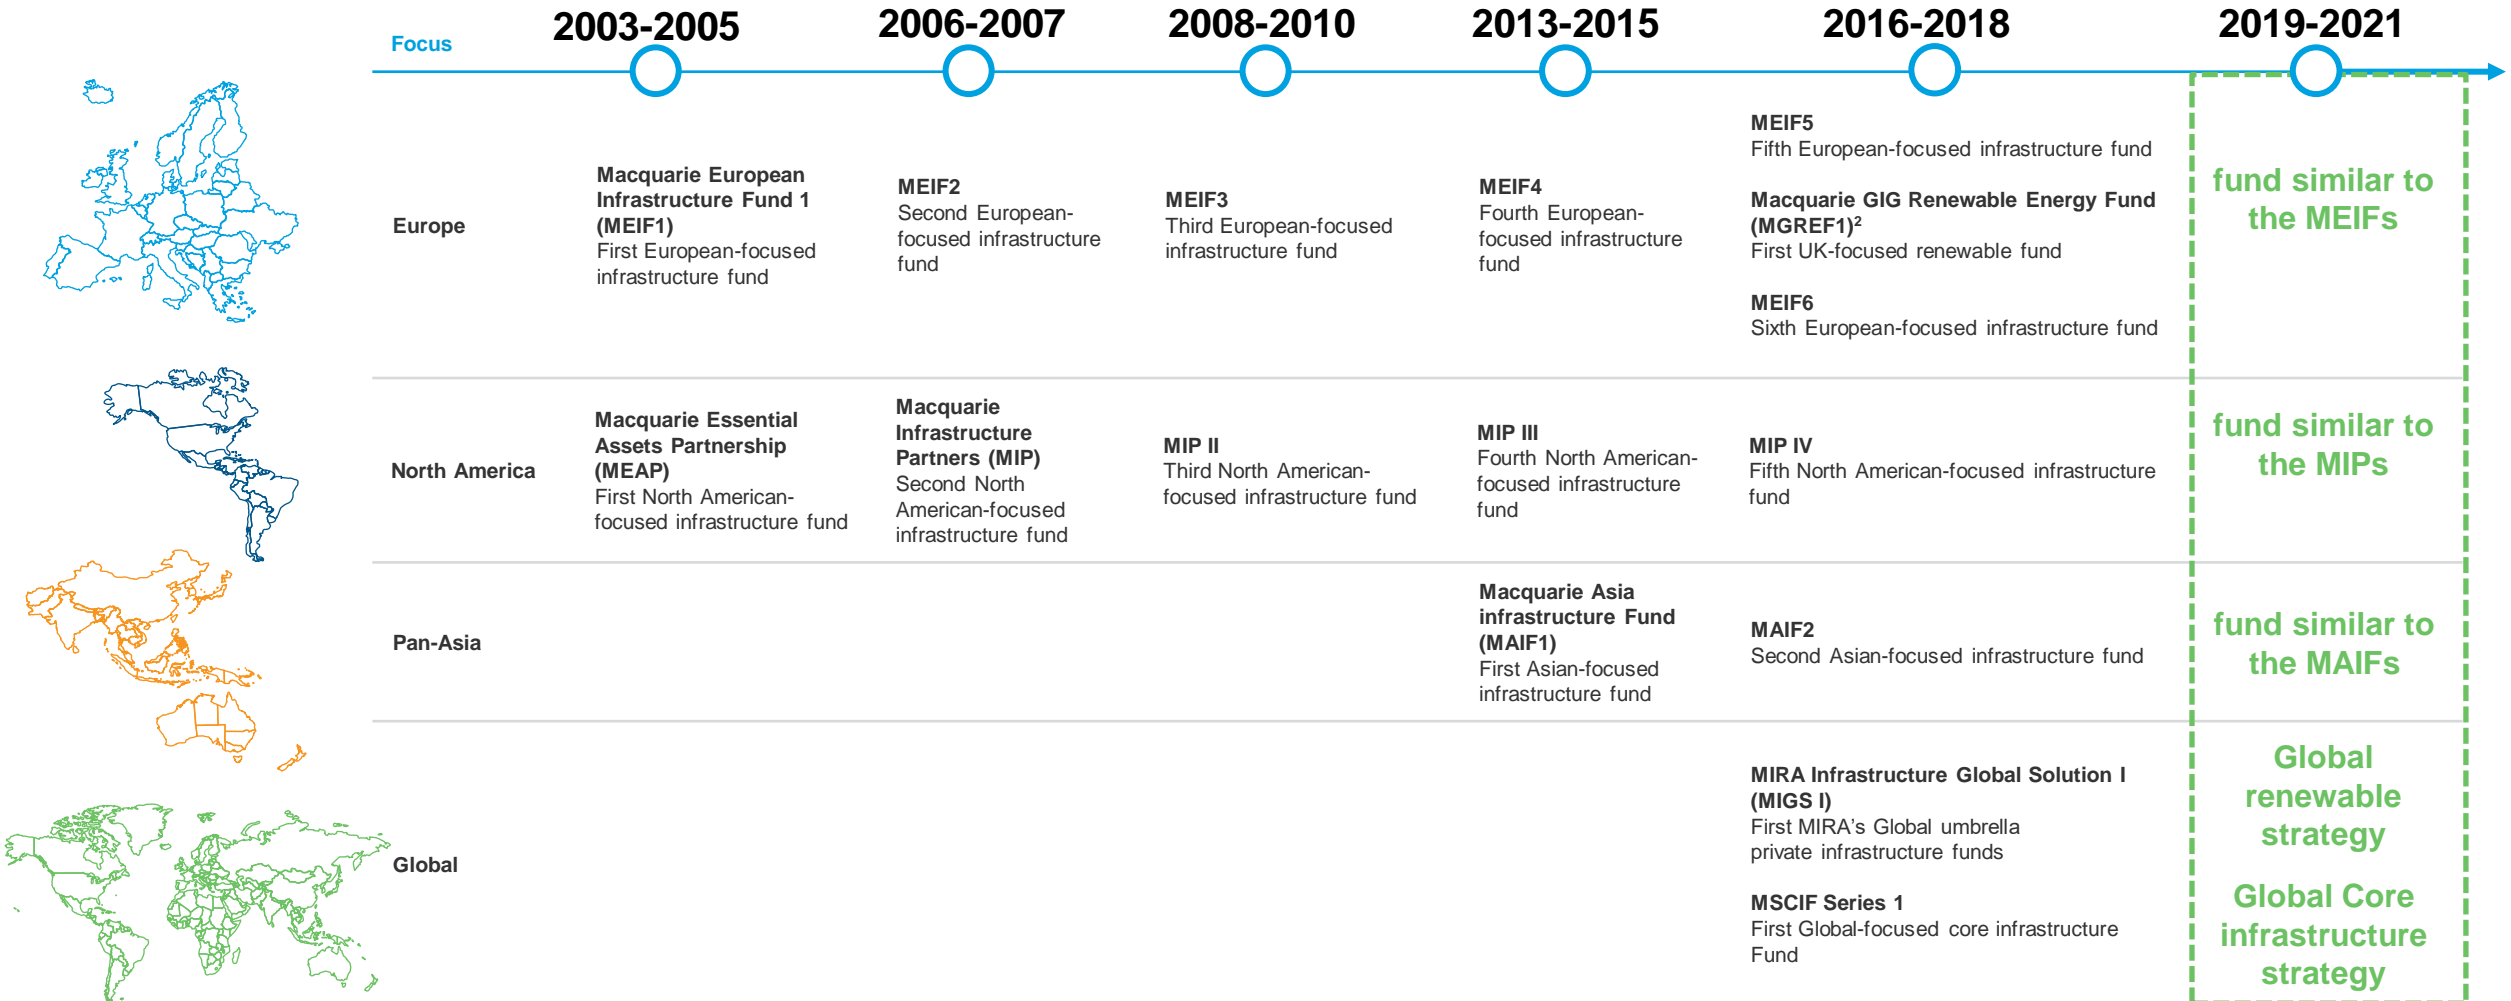 Focus
2003-2005
2006-2007
2008-2010
2013-2015
2016-2018
2019-2021
Europe
Macquarie European
Infrastructure Fund 1
(MEIF1)
First European-focused
infrastructure fund
MEIF2
Second European-
focused infrastructure
fund
MEIF3
Third European-focused
infrastructure fund
MEIF4
Fourth European-
focused infrastructure
fund
MEIF5
Fifth European-focused infrastructure fund
Macquarie GIG Renewable Energy Fund
(MGREF1)²
First UK-focused renewable fund
MEIF6
Sixth European-focused infrastructure fund
fund similar to
the MEIFs
North America
Macquarie Essential
Assets Partnership
(MEAP)
First North American-
focused infrastructure fund
Macquarie
Infrastructure
Partners (MIP)
Second North
American-focused
infrastructure fund
MIP II
Third North American-
focused infrastructure fund
MIP III
Fourth North American-
focused infrastructure
fund
MIP IV
Fifth North American-focused infrastructure
fund
fund similar to
the MIPs
Pan-Asia
Macquarie Asia
infrastructure Fund
(MAIF1)
First Asian-focused
infrastructure fund
MAIF2
Second Asian-focused infrastructure fund
fund similar to
the MAIFs
Global
MIRA Infrastructure Global Solution I
(MIGS I)
First MIRA’s Global umbrella
private infrastructure funds
MSCIF Series 1
First Global-focused core infrastructure
Fund
Global
renewable
strategy
Global Core
infrastructure
strategy